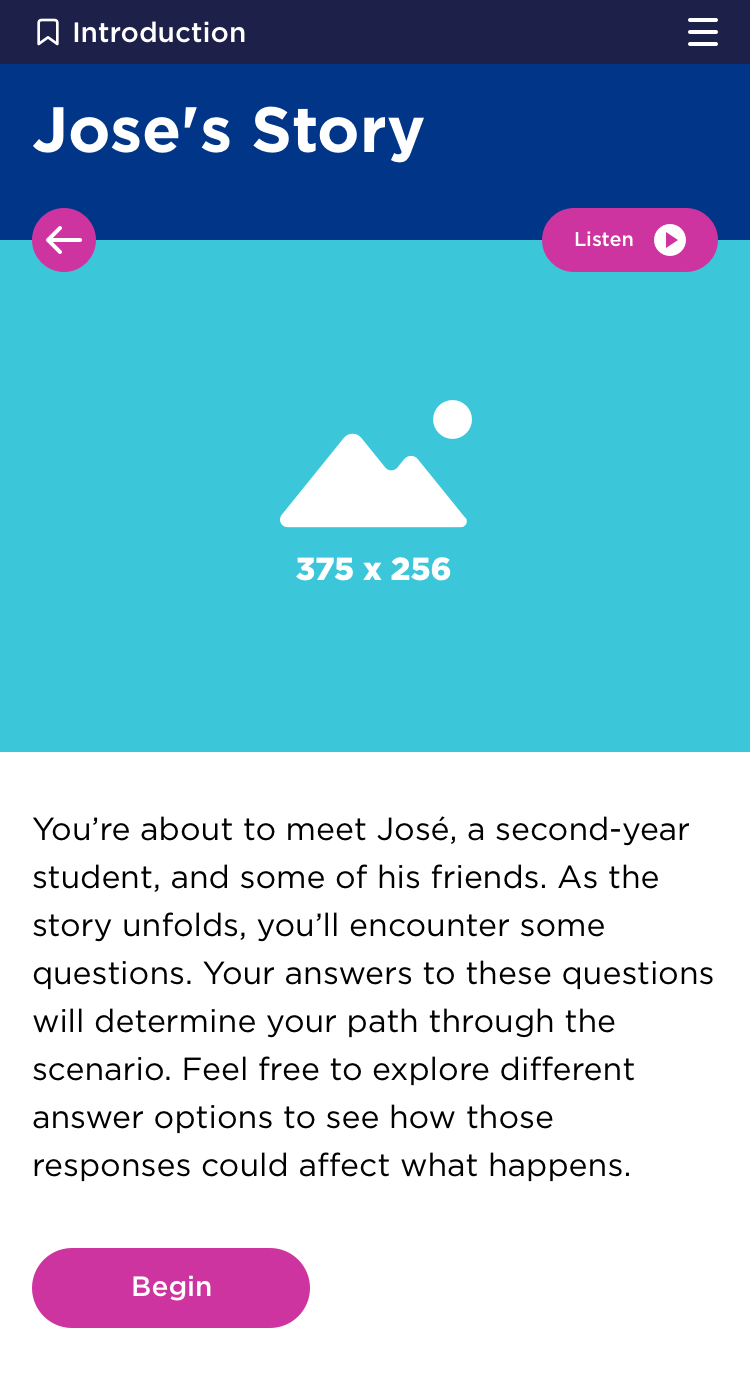 Introduction
Jose's Story
Listen
375 x 256
You’re about to meet José, a second-year
student, and some of his friends. As the
story unfolds, you’ll encounter some
questions. Your answers to these questions
will determine your path through the
scenario. Feel free to explore different
answer options to see how those
responses could affect what happens.
Begin